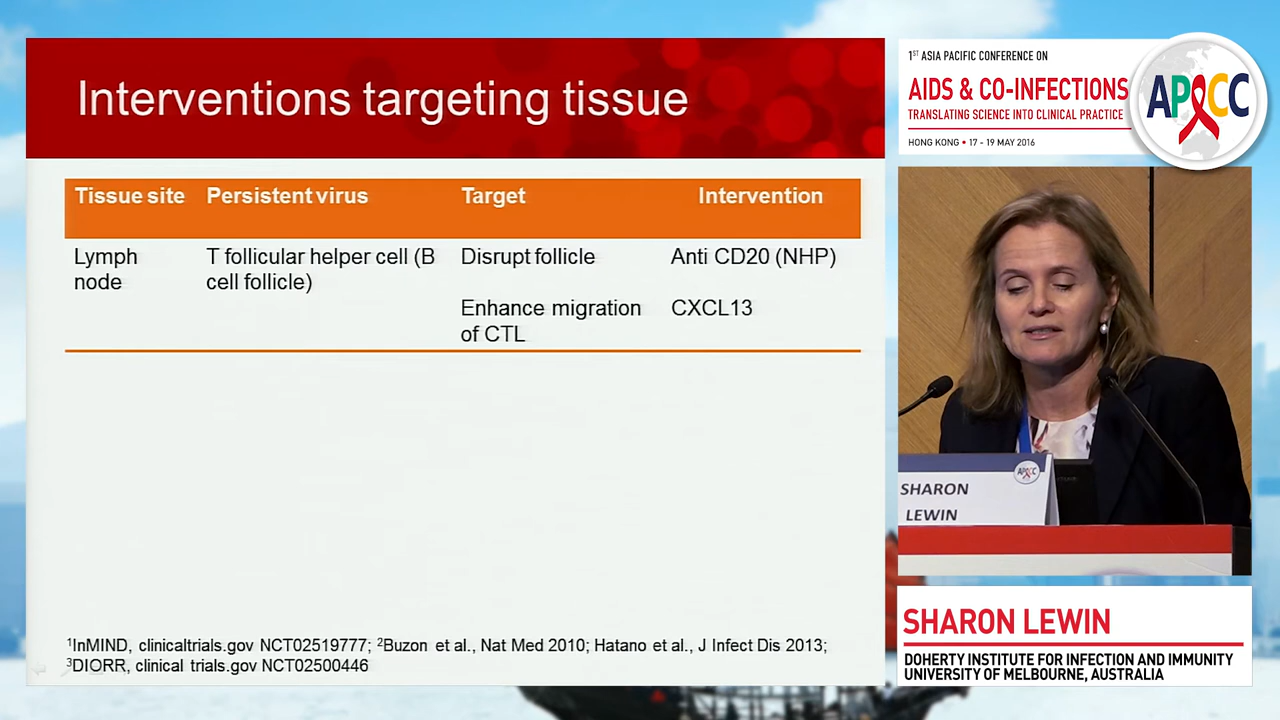 Interventions targeting tissue
Tissue site Persistent virus Target Intervention
Lymph node T follicular helper cell (B cell follicle) Disrupt follicle Anti CD20 (NHP)
Enhance migration of CTL CXCL13
¹InMIND, clinicaltrials.gov NCT02519777; ²Buzon et al., Nat Med 2010; Hatano et al., J Infect Dis 2013;
³DIORR, clinical trials.gov NCT02500446
1ST ASIA PACIFIC CONFERENCE ON
AIDS & CO-INFECTIONS
TRANSLATING SCIENCE INTO CLINICAL PRACTICE
HONG KONG • 17 - 19 MAY 2016
APACC
APACC
SHARON
LEWIN
SHARON LEWIN
DOHERTY INSTITUTE FOR INFECTION AND IMMUNITY
UNIVERSITY OF MELBOURNE, AUSTRALIA